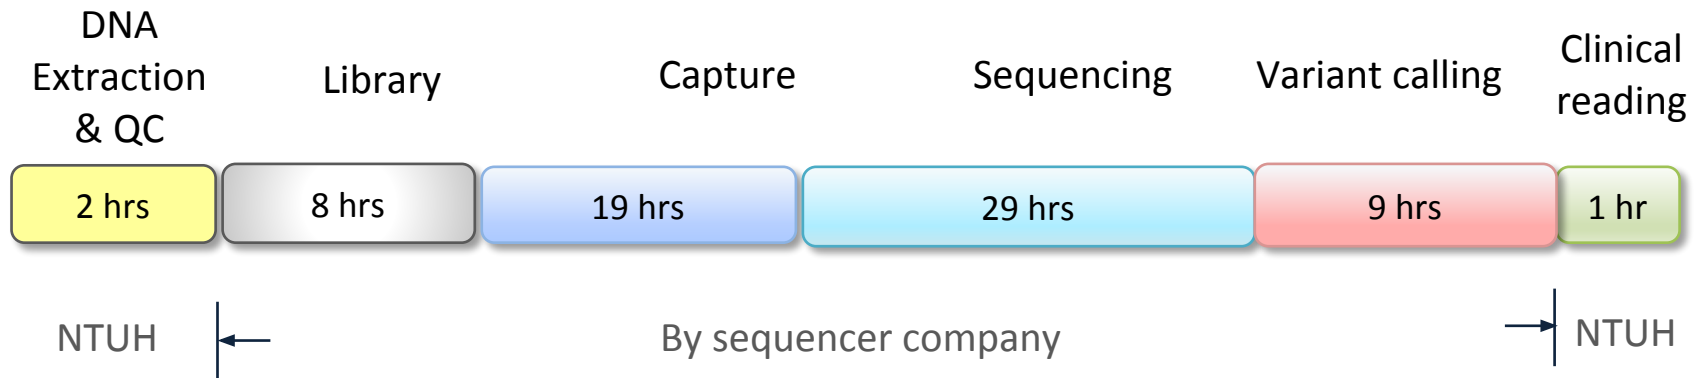 DNA
Extraction
& QC
Library
Capture
Sequencing
Variant calling
Clinical
reading
2 hrs
8 hrs
19 hrs
29 hrs
9 hrs
1 hr
NTUH
By sequencer company
NTUH